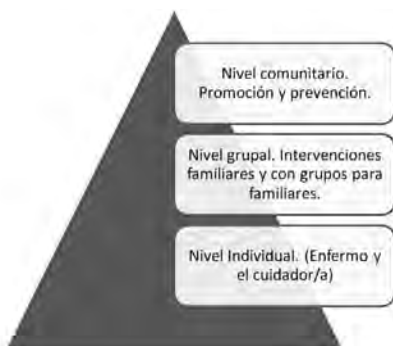 Nivel comunitario.
Promoción y prevención.
Nivel grupal. Intervenciones
familiares y con grupos para
familiares.
Nivel Individual. (Enfermo y
el cuidador/a)